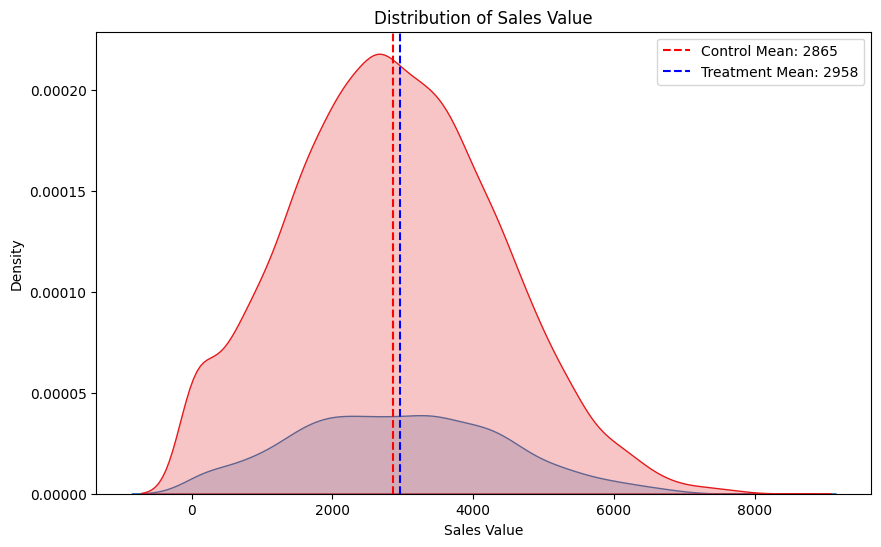 Distribution of Sales Value
Control Mean: 2865
Treatment Mean: 2958
0.00020
0.00015
0.00010
0.00005
0.00000
Density
0
2000
4000
6000
8000
Sales Value